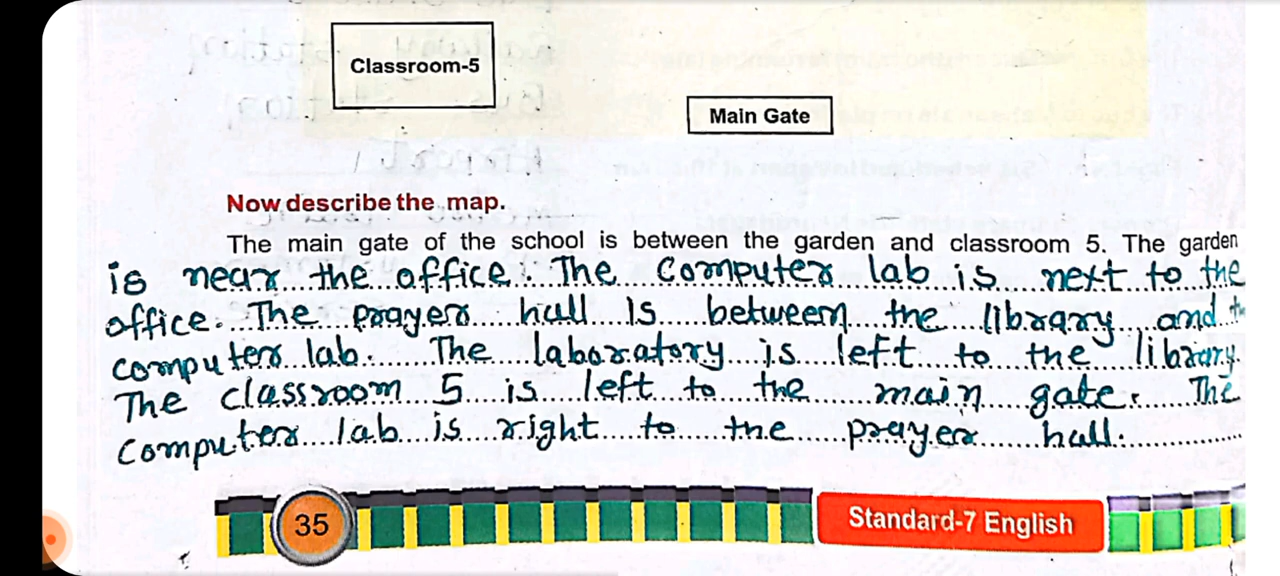 Classroom-5
Main Gate
Now describe the map.
The main gate of the school is between the garden and classroom 5. The garden
is near the office. The computer lab is next to the
office. The prayer hall is between the library and
computer lab. The laboratory is left to the library.
The classroom 5 is left to the main gate. The
computer lab is right to the prayer hall.
35
Standard-7 English